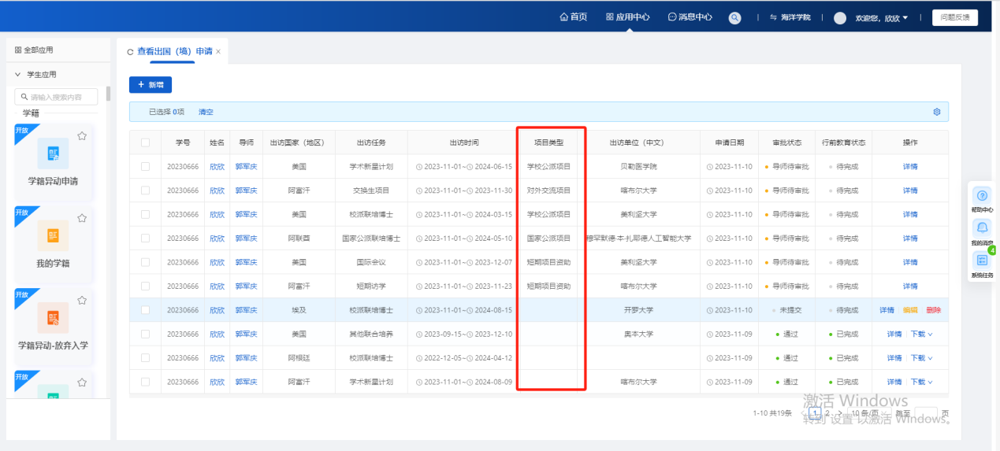 首页 应用中心 消息中心 海洋学院 欢迎您，欣欣 问题反馈
全部应用
学生应用
请输入搜索内容
学籍
开放
学籍异动申请
开放
我的学籍
开放
学籍异动-放弃入学
开放
查看出国（境）申请 ×
+ 新增
已选择 0项 清空
学号 姓名 导师 出访国家（地区） 出访任务 出访时间 项目类型 出访单位（中文） 申请日期 审批状态 行前教育状态 操作
20230666 欣欣 郭军庆 美国 学术新星计划 2023-11-01~2024-06-15 学校公派项目 贝勒医学院 2023-11-10 导师待审批 待完成 详情
20230666 欣欣 郭军庆 阿富汗 交换生项目 2023-11-01~2023-11-30 对外交流项目 喀布尔大学 2023-11-10 导师待审批 待完成 详情
20230666 欣欣 郭军庆 美国 校派联培博士 2023-11-01~2024-03-15 学校公派项目 美利坚大学 2023-11-10 导师待审批 待完成 详情
20230666 欣欣 郭军庆 阿联酋 国家公派联培博士 2023-11-01~2024-05-10 国家公派项目 穆罕默德·本·扎耶德人工智能大学 2023-11-10 导师待审批 待完成 详情
20230666 欣欣 郭军庆 美国 国际会议 2023-11-01~2023-12-07 短期项目资助 美利坚大学 2023-11-10 导师待审批 待完成 详情
20230666 欣欣 郭军庆 阿富汗 短期访学 2023-11-01~2023-11-23 短期项目资助 喀布尔大学 2023-11-10 导师待审批 待完成 详情
20230666 欣欣 郭军庆 埃及 校派联培博士 2023-11-01~2024-08-15 开罗大学 2023-11-10 未提交 待完成 详情 编辑 删除
20230666 欣欣 郭军庆 美国 其他联合培养 2023-09-15~2023-12-10 奥本大学 2023-11-09 通过 已完成 详情 下载
20230666 欣欣 郭军庆 阿根廷 校派联培博士 2022-12-05~2024-04-12 2023-11-09 通过 已完成 详情 下载
20230666 欣欣 郭军庆 阿富汗 学术新星计划 2023-11-01~2024-08-09 喀布尔大学 2023-11-09 通过 已完成 详情 下载
1-10 共19条 < 1 2 > 10 条/页 跳至 页
激活 Windows
转到"设置"以激活 Windows。
帮助中心
我的消息
4
系统任务